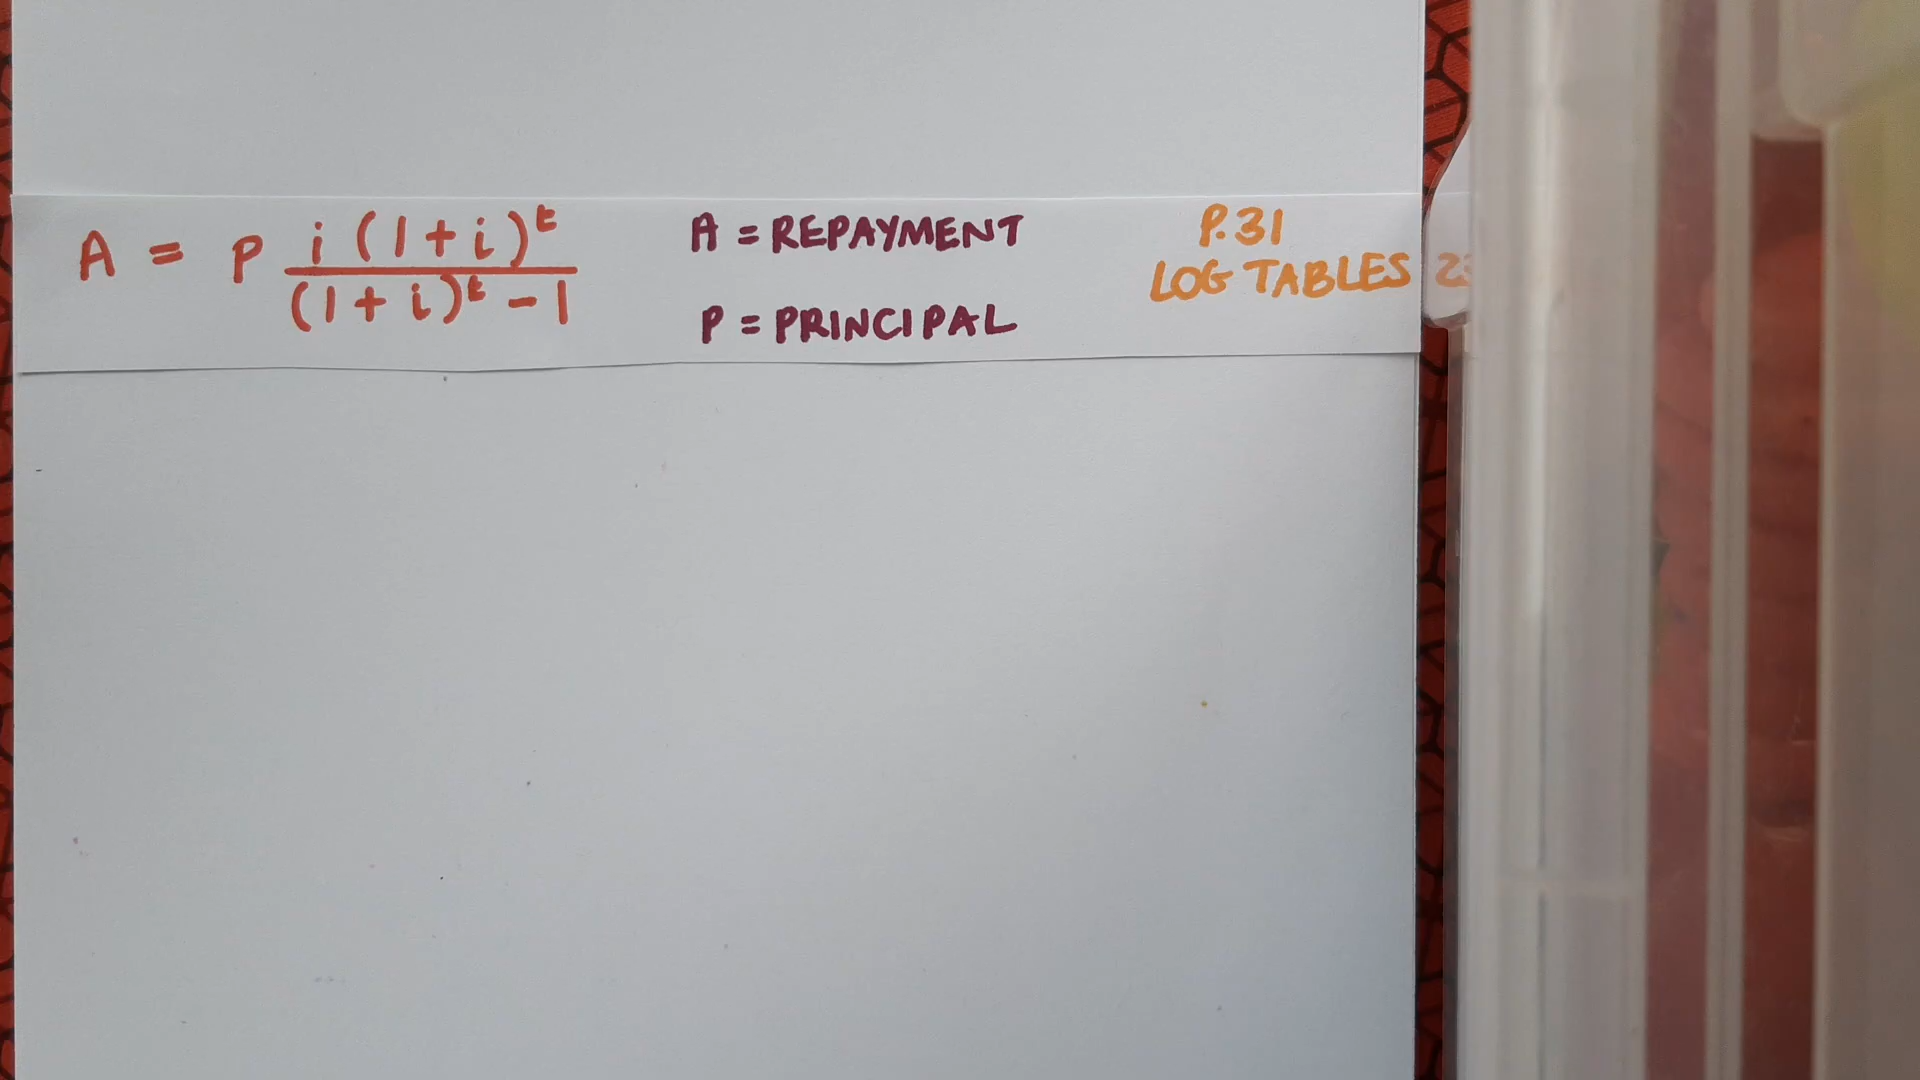 A = P i(1+i)^t / (1+i)^t - 1
A = REPAYMENT
P = PRINCIPAL
P.31
LOG TABLES